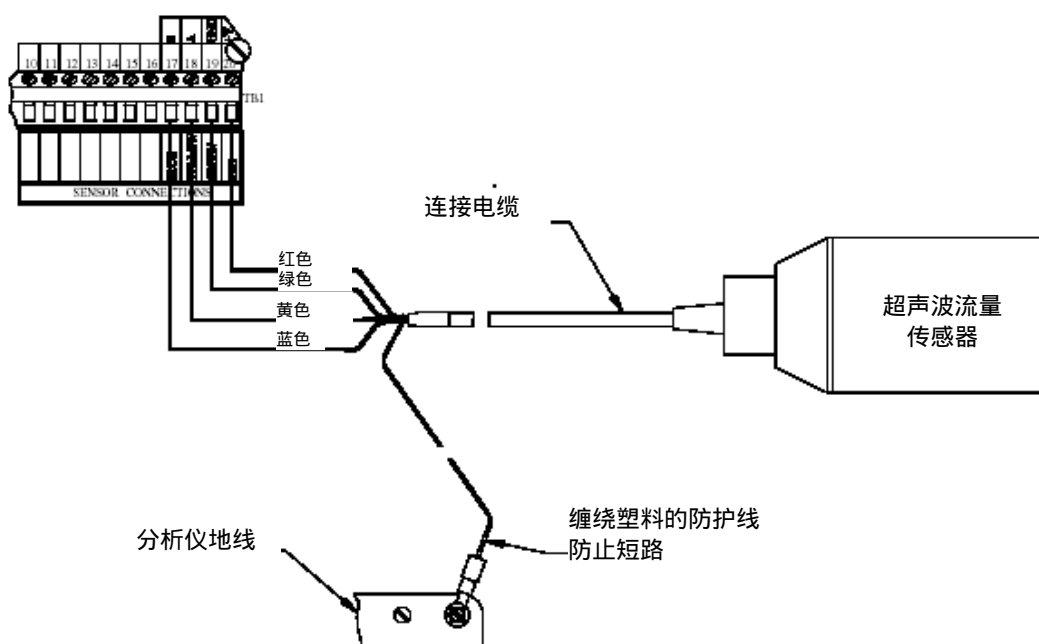 B A
10 11 12 13 14 15 16 17 18 19 20
TB1
SENSOR CONNECTIONS
连接电缆
红色
绿色
黄色
蓝色
超声波流量
传感器
分析仪地线
缠绕塑料的防护线
防止短路